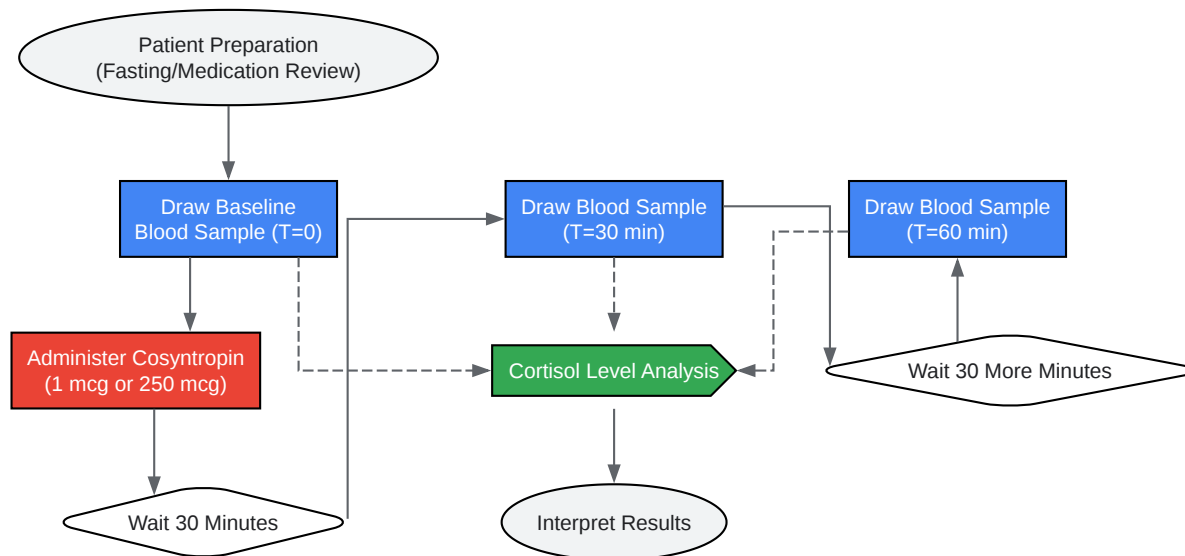 Patient Preparation
(Fasting/Medication Review)
Draw Baseline
Blood Sample (T=0)
Administer Cosyntropin
(1 mcg or 250 mcg)
Wait 30 Minutes
Draw Blood Sample
(T=30 min)
Wait 30 More Minutes
Draw Blood Sample
(T=60 min)
Cortisol Level Analysis
Interpret Results